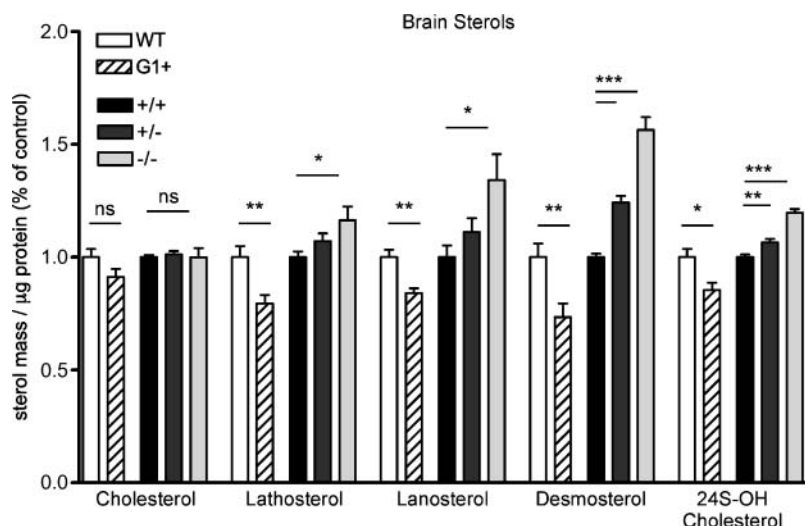 Brain Sterols
WT
G1+
+/+
+/-
-/-
sterol mass / µg protein (% of control)
2.0
1.5
1.0
0.5
0.0
ns
ns
**
*
**
*
**
***
*
**
***
Cholesterol
Lathosterol
Lanosterol
Desmosterol
24S-OH
Cholesterol